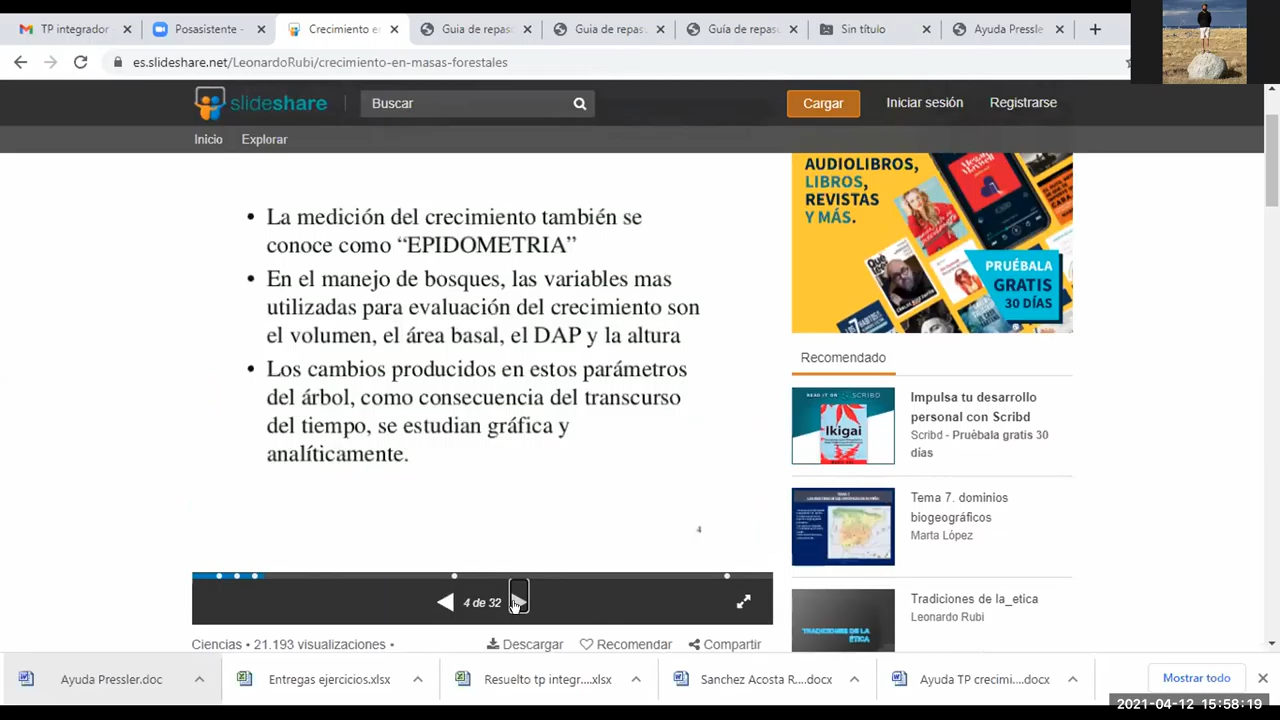 TP integrador
Posasistente -
Crecimiento en
Guia de repas
Guia de repas
Guía de repas
Sin título
Ayuda Pressle
es.slideshare.net/LeonardoRubi/crecimiento-en-masas-forestales
slideshare
Buscar
Cargar
Iniciar sesión
Registrarse
Inicio
Explorar
• La medición del crecimiento también se
conoce como “EPIDOMETRIA”
• En el manejo de bosques, las variables mas
utilizadas para evaluación del crecimiento son
el volumen, el área basal, el DAP y la altura
• Los cambios producidos en estos parámetros
del árbol, como consecuencia del transcurso
del tiempo, se estudian gráfica y
analíticamente.
4
4 de 32
Ciencias • 21.193 visualizaciones •
Descargar
Recomendar
Compartir
AUDIOLIBROS,
LIBROS,
REVISTAS
Y MÁS.
PRUÉBALA
GRATIS
30 DÍAS
Recomendado
Ikigai
Impulsa tu desarrollo
personal con Scribd
Scribd - Pruébala gratis 30
días
Tema 7. dominios
biogeográficos
Marta López
TRADICIONES DE LA
ÉTICA
Tradiciones de la_etica
Leonardo Rubi
Ayuda Pressler.doc
Entregas ejercicios.xlsx
Resuelto tp integr....xlsx
Sanchez Acosta R....docx
Ayuda TP crecimi....docx
Mostrar todo
2021-04-12 15:58:19